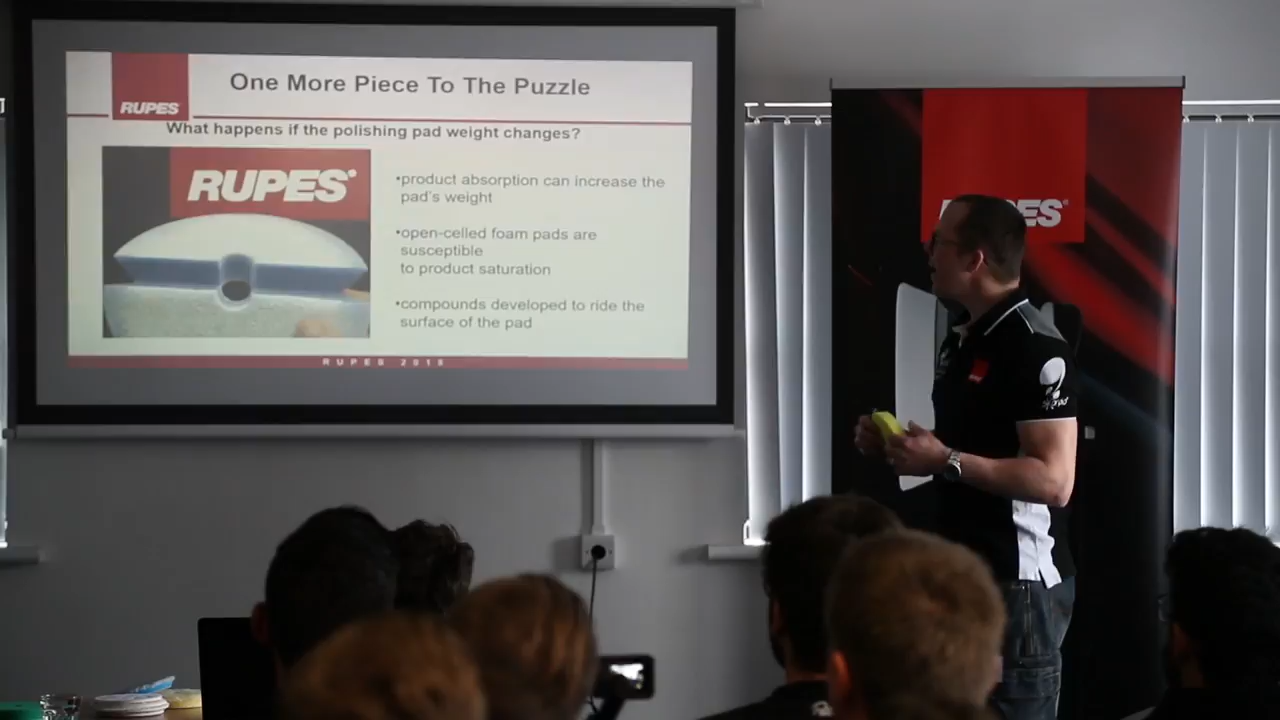 One More Piece To The Puzzle
RUPES
What happens if the polishing pad weight changes?
RUPES
•product absorption can increase the
pad's weight
•open-celled foam pads are
susceptible
to product saturation
•compounds developed to ride the
surface of the pad